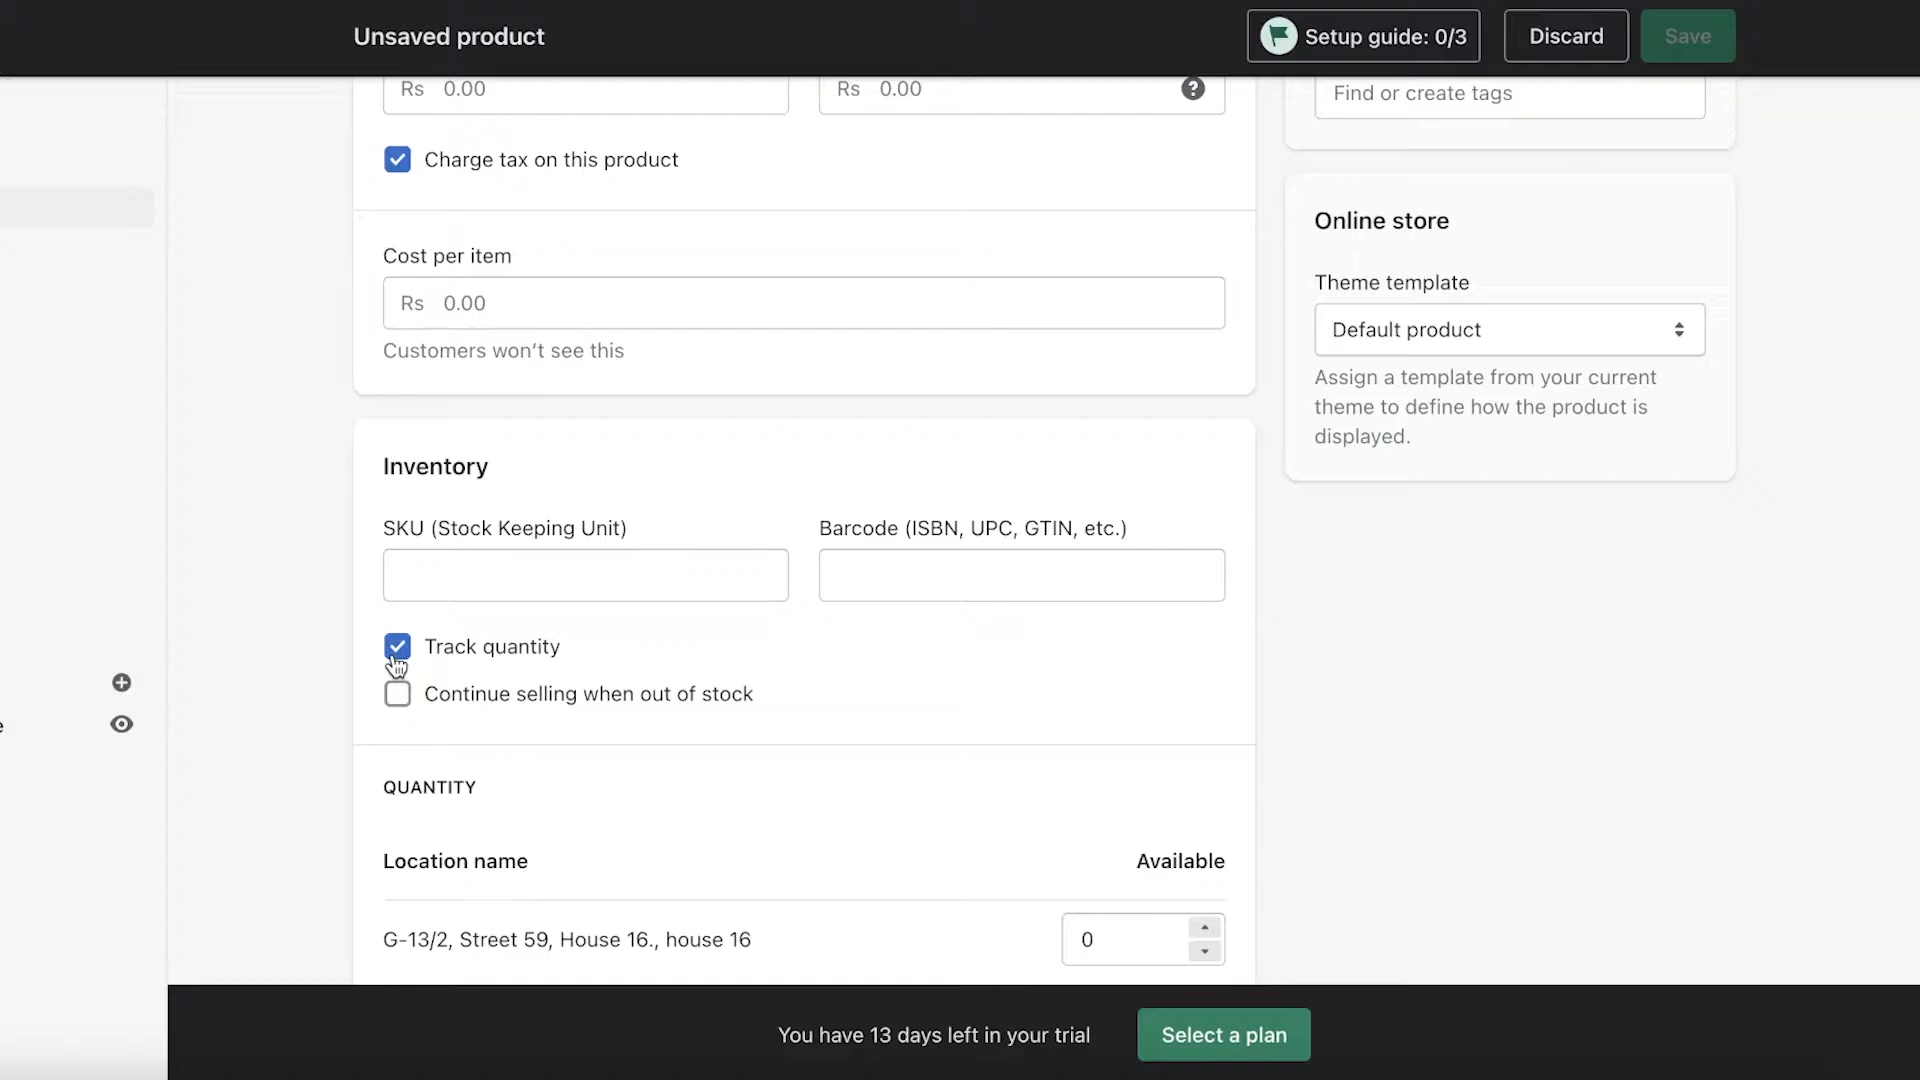 Unsaved product
Setup guide: 0/3
Discard
Save
Rs 0.00
Rs 0.00
?
Find or create tags
Charge tax on this product
Cost per item
Rs 0.00
Customers won't see this
Online store
Theme template
Default product
Assign a template from your current
theme to define how the product is
displayed.
Inventory
SKU (Stock Keeping Unit)
Barcode (ISBN, UPC, GTIN, etc.)
Track quantity
Continue selling when out of stock
e
QUANTITY
Location name
Available
G-13/2, Street 59, House 16., house 16
0
You have 13 days left in your trial
Select a plan